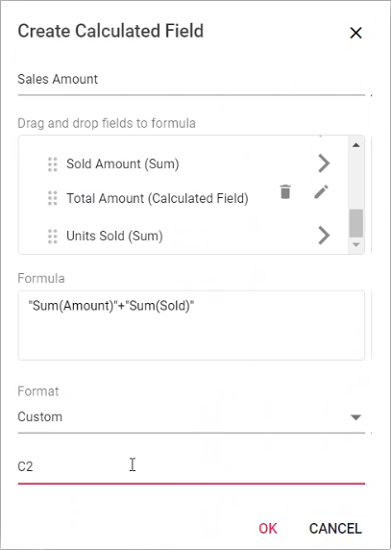 Create Calculated Field
Sales Amount
Drag and drop fields to formula
Sold Amount (Sum)
Total Amount (Calculated Field)
Units Sold (Sum)
Formula
"Sum(Amount)"+"Sum(Sold)"
Format
Custom
C2
OK CANCEL